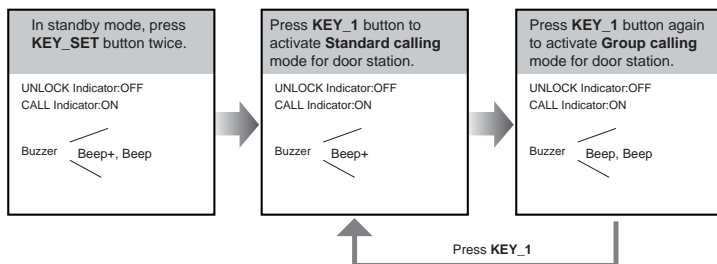 In standby mode, press
KEY_SET button twice.
UNLOCK Indicator:OFF
CALL Indicator:ON
Buzzer
Beep+, Beep
Press KEY_1 button to
activate Standard calling
mode for door station.
UNLOCK Indicator:OFF
CALL Indicator:ON
Buzzer
Beep+
Press KEY_1 button again
to activate Group calling
mode for door station.
UNLOCK Indicator:OFF
CALL Indicator:ON
Buzzer
Beep, Beep
Press KEY_1